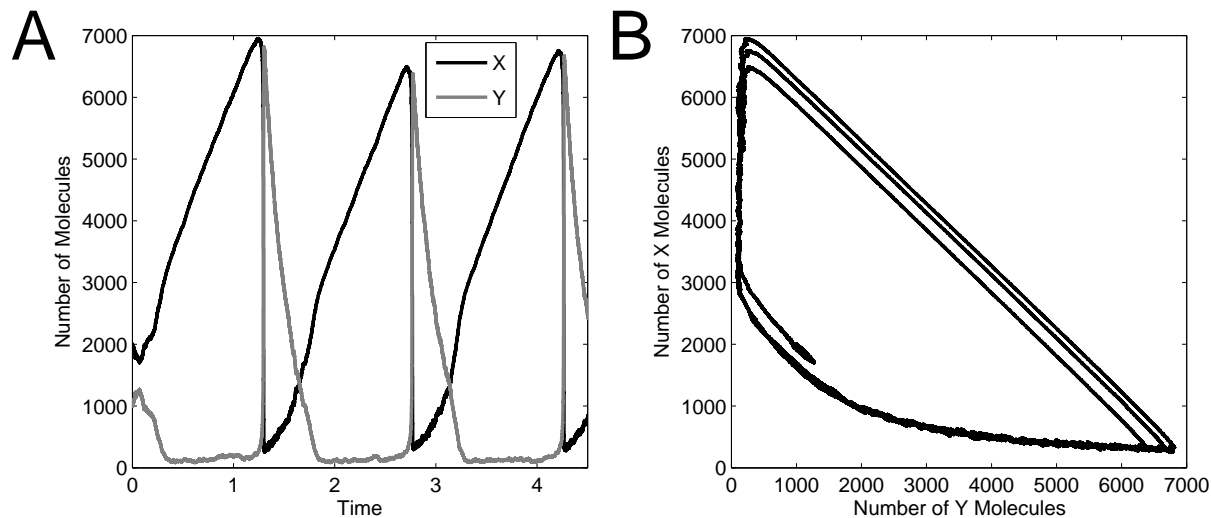 A
Number of Molecules
7000
6000
5000
4000
3000
2000
1000
0
0 1 2 3 4
Time
X
Y
B
Number of X Molecules
7000
6000
5000
4000
3000
2000
1000
0
0 1000 2000 3000 4000 5000 6000 7000
Number of Y Molecules